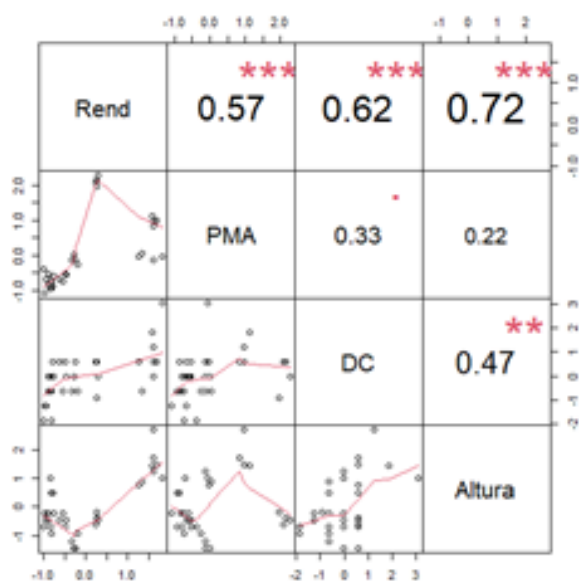 -1.0 0.0 1.0 2.0 -1 0 1 2
Rend 0.57 *** 0.62 *** 0.72 *** -1.0 0.0 1.0
-1.0 0.0 1.0 2.0 PMA 0.33 . 0.22
DC 0.47 ** -2 -1 0 1 2 3
-1 0 1 2 Altura
-1.0 0.0 1.0 -2 -1 0 1 2 3